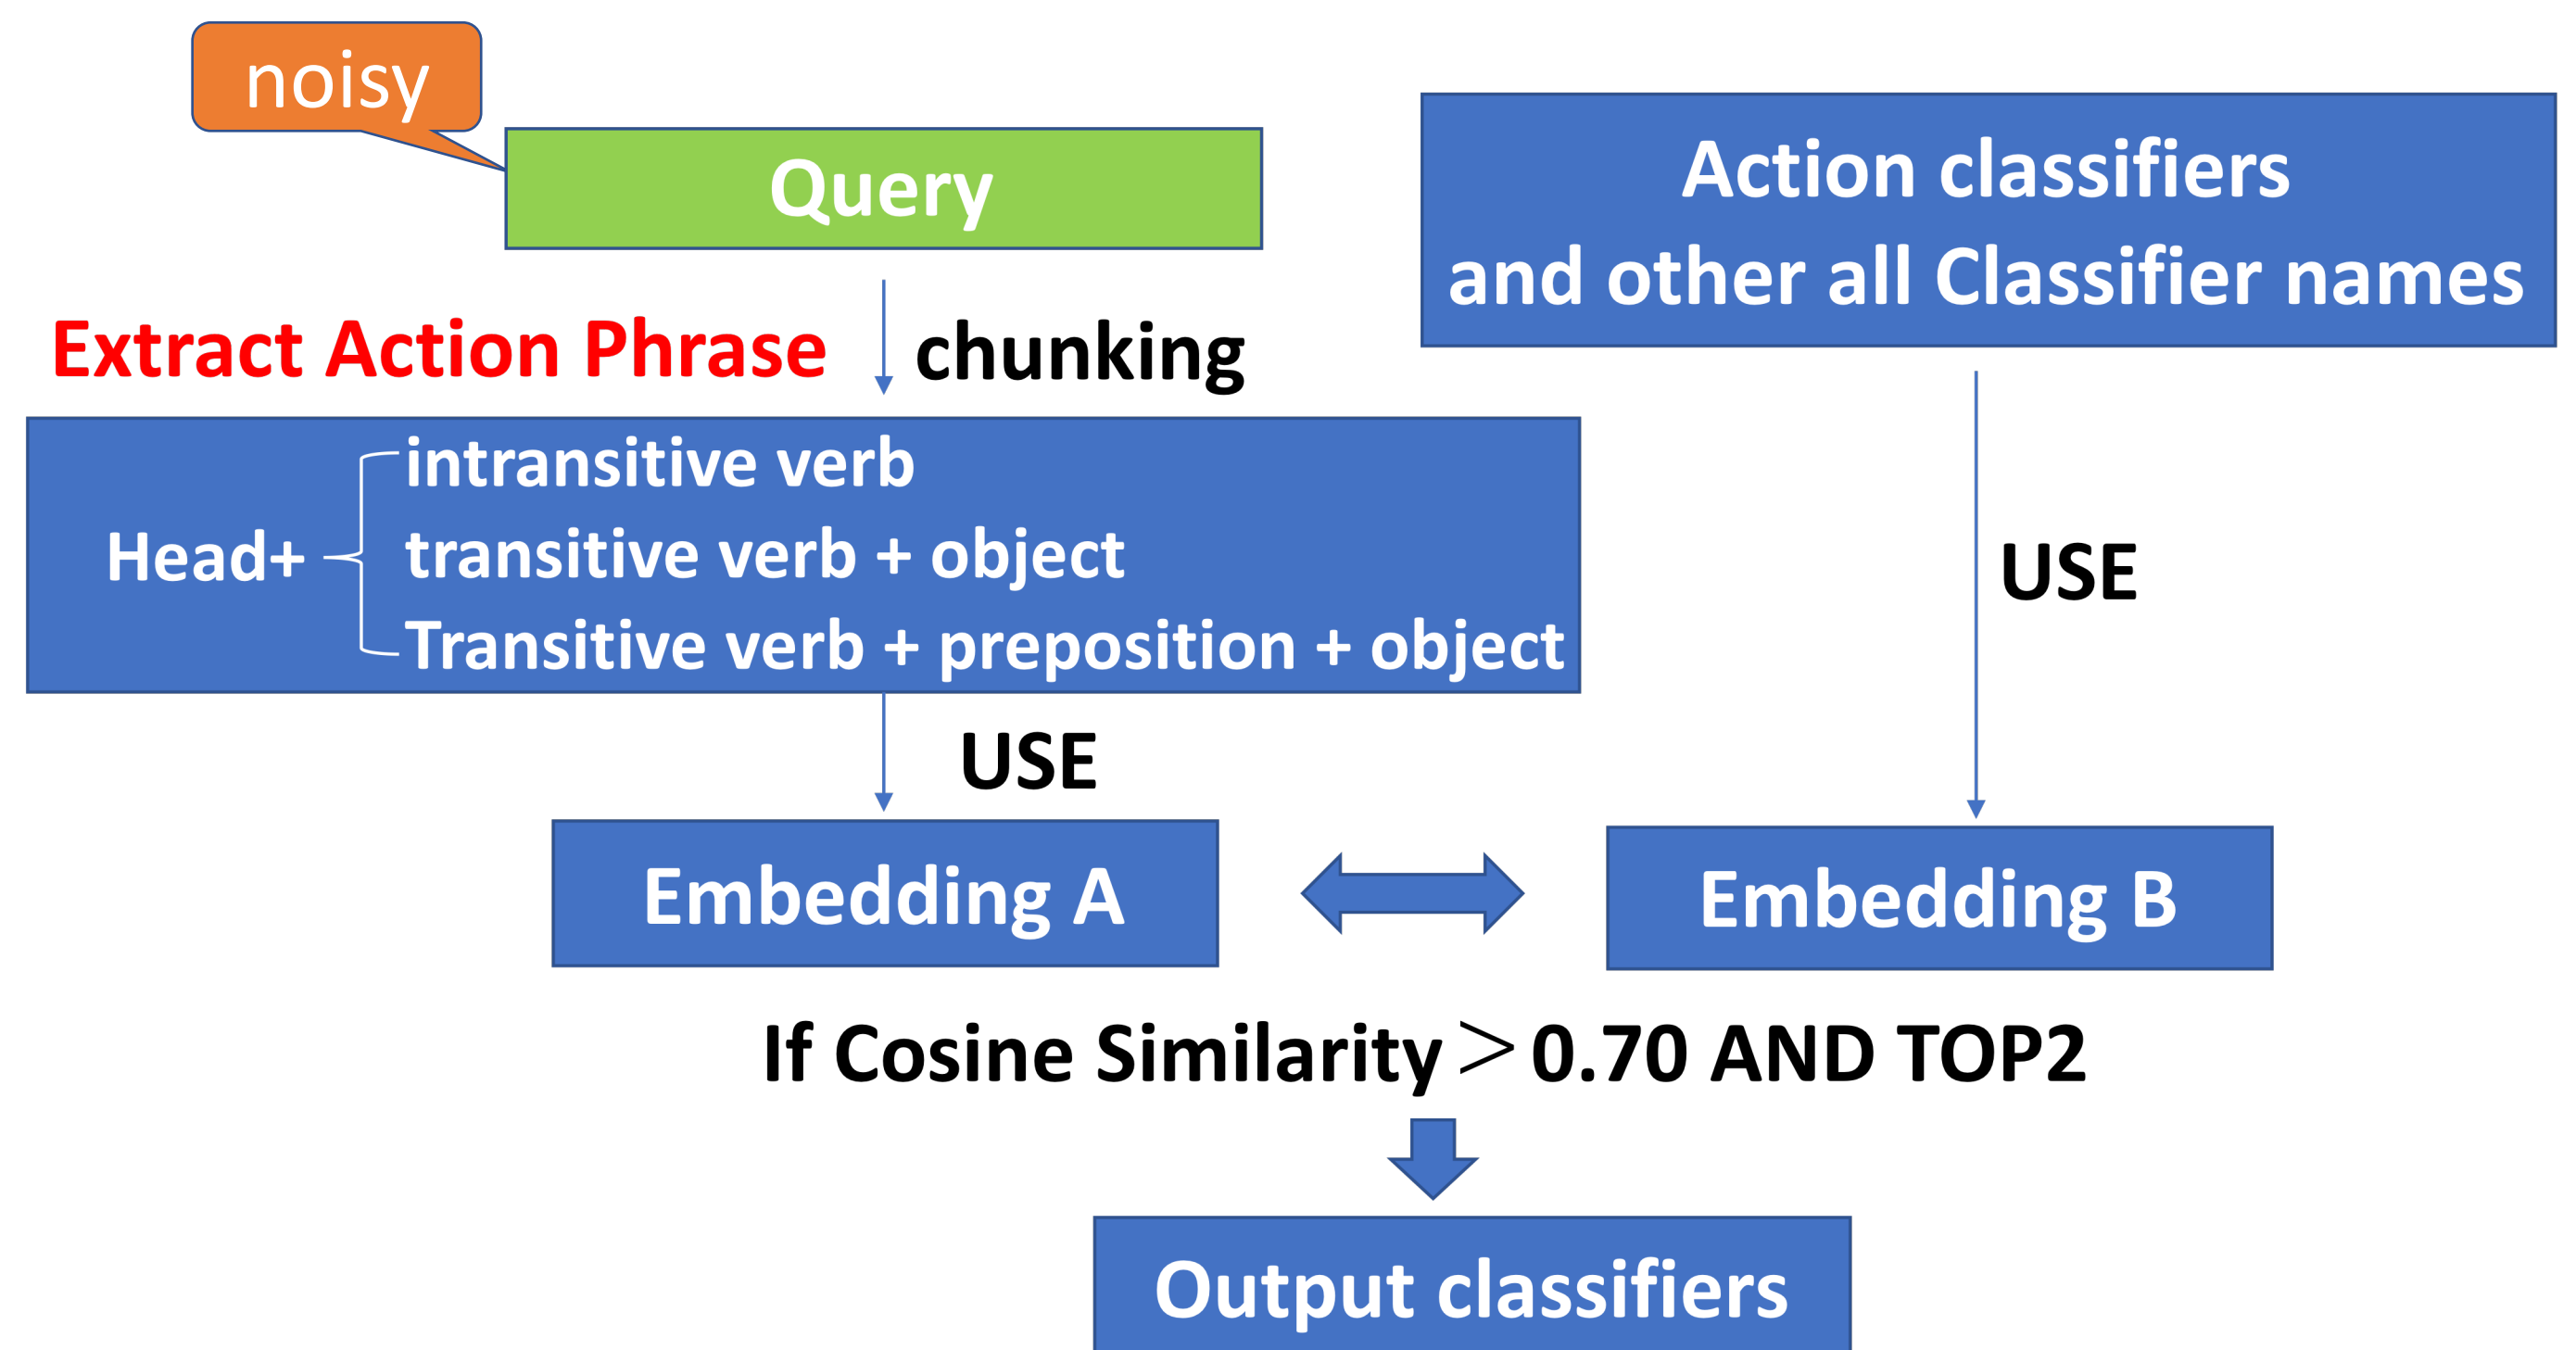 noisy
Query
Action classifiers
and other all Classifier names
Extract Action Phrase
chunking
Head+
intransitive verb
transitive verb + object
Transitive verb + preposition + object
USE
USE
Embedding A
Embedding B
If Cosine Similarity > 0.70 AND TOP2
Output classifiers